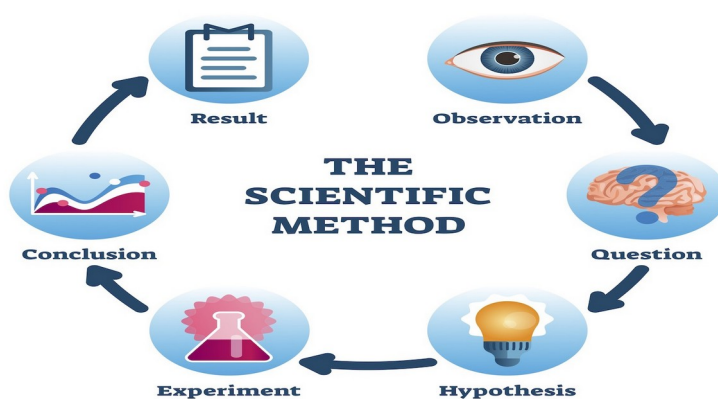 Result
Observation
THE
SCIENTIFIC
METHOD
Conclusion
Question
Experiment
Hypothesis